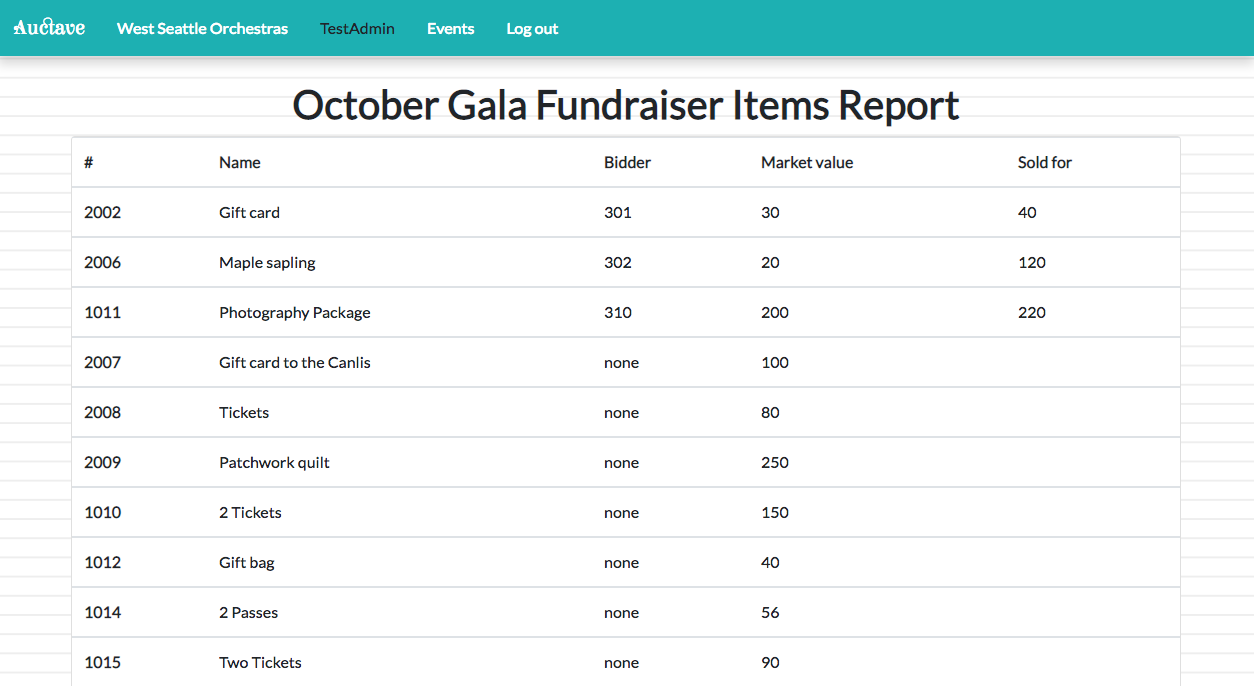 Auctave West Seattle Orchestras TestAdmin Events Log out
October Gala Fundraiser Items Report
# Name Bidder Market value Sold for
2002 Gift card 301 30 40
2006 Maple sapling 302 20 120
1011 Photography Package 310 200 220
2007 Gift card to the Canlis none 100
2008 Tickets none 80
2009 Patchwork quilt none 250
1010 2 Tickets none 150
1012 Gift bag none 40
1014 2 Passes none 56
1015 Two Tickets none 90